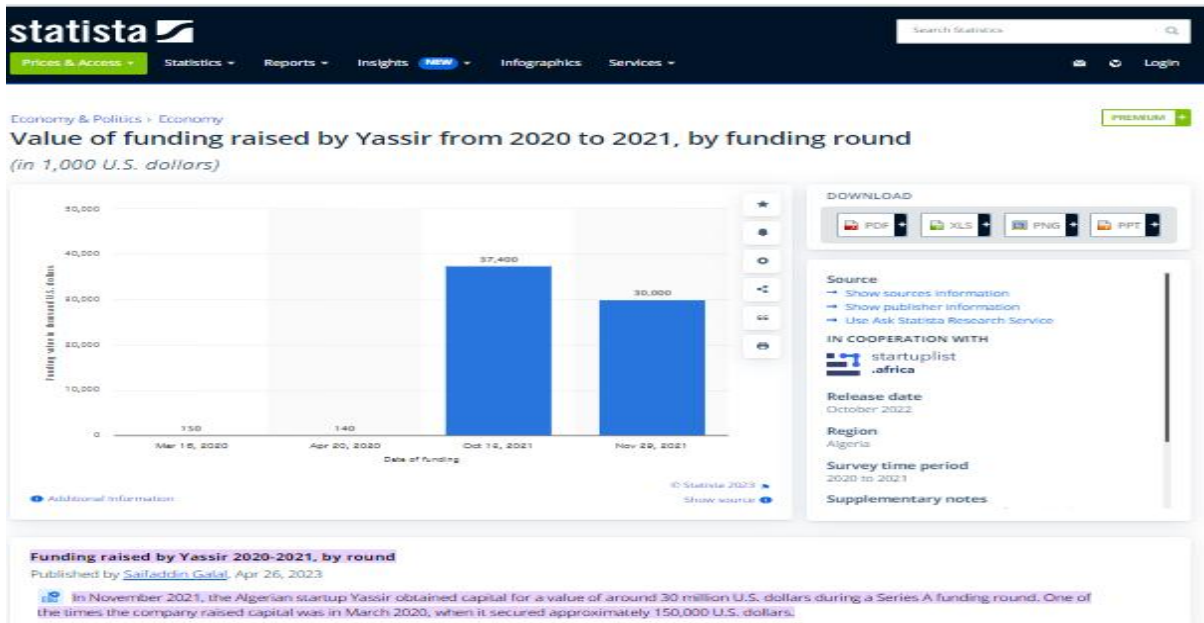 statista
Search Statistics
Prices & Access
Statistics
Reports
Insights NEW
Infographics
Services
Login
Economy & Politics › Economy
PREMIUM +
Value of funding raised by Yassir from 2020 to 2021, by funding round
(in 1,000 U.S. dollars)
Funding value in thousand U.S. dollars
50,000
40,000
30,000
20,000
10,000
0
150
140
37,400
30,000
Mar 16, 2020
Apr 20, 2020
Nov 29, 2021
Date of funding
Additional Information
© Statista 2023
Show source
DOWNLOAD
PDF +
XLS +
PNG +
PPT +
Source
→ Show sources information
→ Show publisher information
→ Use Ask Statista Research Service
IN COOPERATION WITH
startuplist
.africa
Release date
October 2022
Region
Algeria
Survey time period
2020 to 2021
Supplementary notes
Funding raised by Yassir 2020-2021, by round
Published by Saifaddin Galal, Apr 26, 2023
In November 2021, the Algerian startup Yassir obtained capital for a value of around 30 million U.S. dollars during a Series A funding round. One of
the times the company raised capital was in March 2020, when it secured approximately 150,000 U.S. dollars.